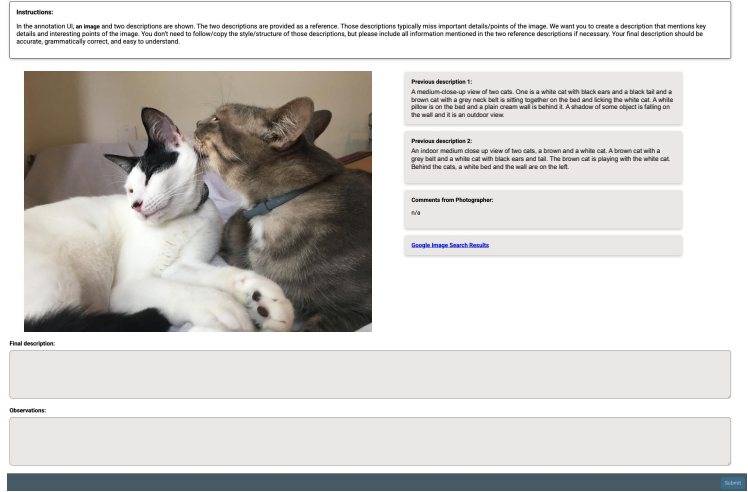 Instructions:
In the annotation UI, an image and two descriptions are shown. The two descriptions are provided as a reference. Those descriptions typically miss important details/points of the image. We want you to create a description that mentions key
details and interesting points of the image. You don't need to follow/copy the style/structure of those descriptions, but please include all information mentioned in the two reference descriptions if necessary. Your final description should be
accurate, grammatically correct, and easy to understand.
Previous description 1:
A medium-close-up view of two cats. One is a white cat with black ears and a black tail and a
brown cat with a grey neck belt is sitting together on the bed and licking the white cat. A white
pillow is on the bed and a plain cream wall is behind it. A shadow of some object is falling on
the wall and it is an outdoor view.
Previous description 2:
An indoor medium close up view of two cats, a brown and a white cat. A brown cat with a
grey belt and a white cat with black ears and tail. The brown cat is playing with the white cat.
Behind the cats, a white bed and the wall are on the left.
Comments from Photographer:
n/a
Google Image Search Results
Final description:
Observations:
Submit